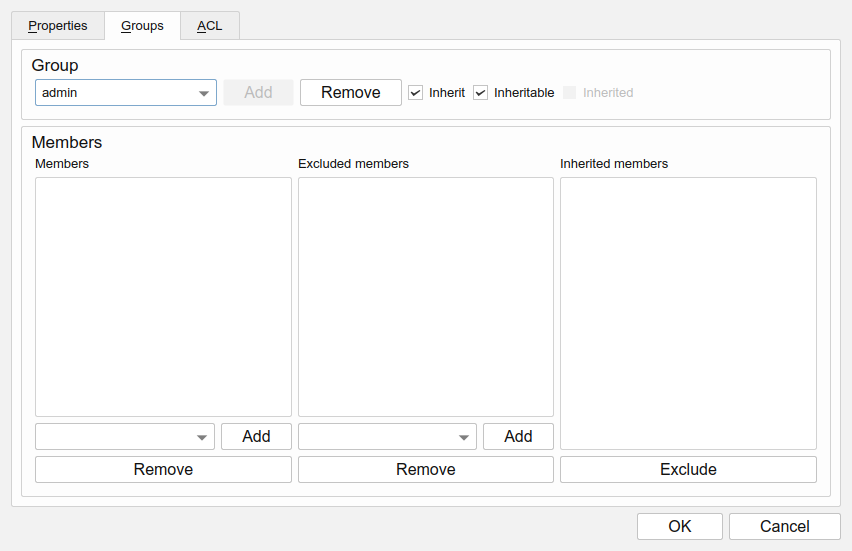 Properties Groups ACL
Group
admin Add Remove Inherit Inheritable Inherited
Members
Members Excluded members Inherited members
Add Add
Remove Remove Exclude
OK Cancel